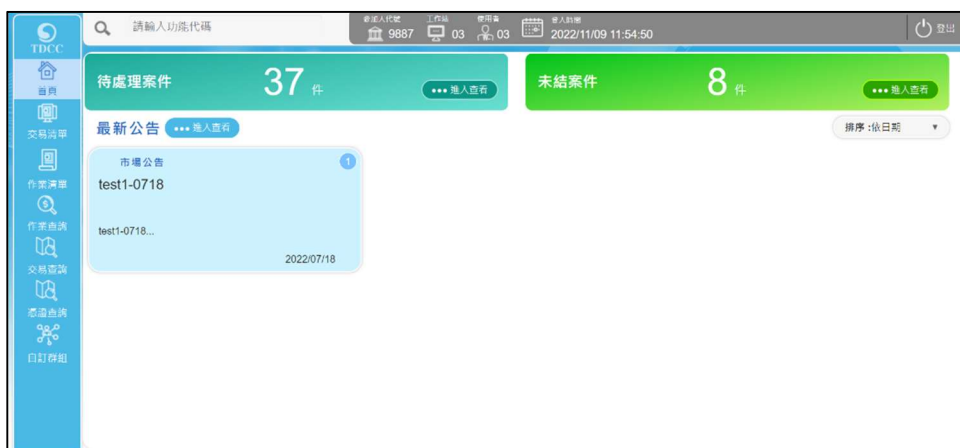 TDCC
請輸入功能代碼
參加人代號 9887
工作站 03
使用者 03
登入時間 2022/11/09 11:54:50
登出
首頁
交易清單
作業清單
作業查詢
交易查詢
憑證查詢
自訂群組
待處理案件 37 件 ••• 進入查看
未結案件 8 件 ••• 進入查看
最新公告 ••• 進入查看
排序 :依日期
市場公告 1
test1-0718
test1-0718...
2022/07/18